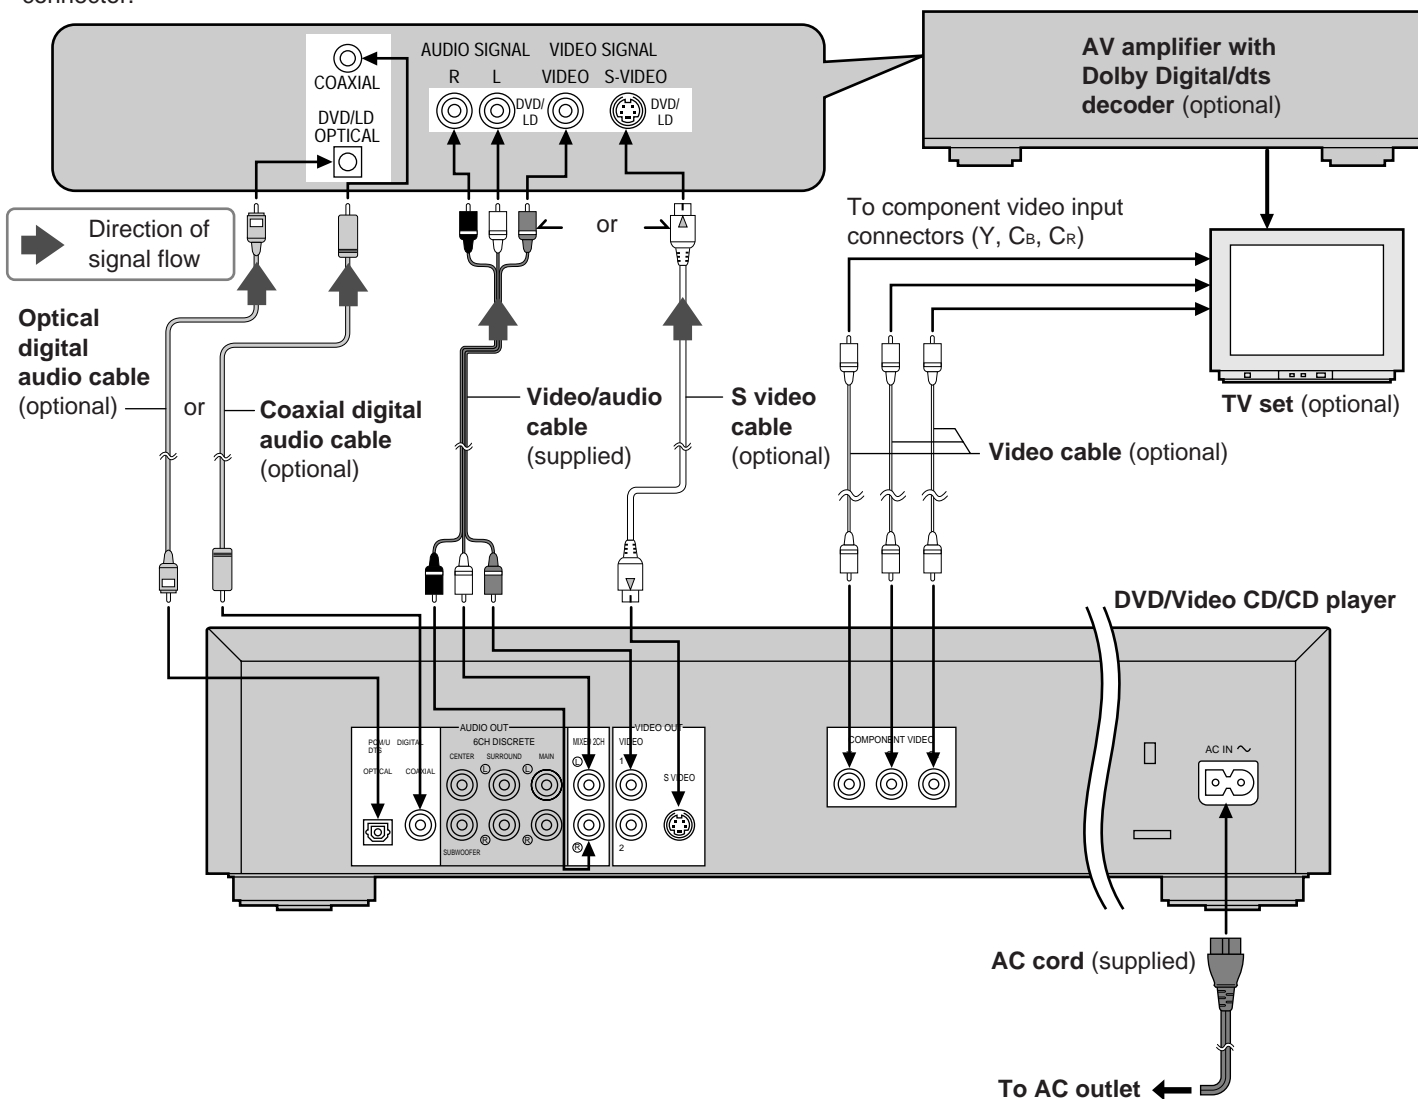 connector.
AUDIO SIGNAL VIDEO SIGNAL
R L VIDEO S-VIDEO
COAXIAL
DVD/LD
OPTICAL
DVD/
LD
DVD/
LD
AV amplifier with
Dolby Digital/dts
decoder (optional)
Direction of
signal flow
or
To component video input
connectors (Y, CB, CR)
Optical
digital
audio cable
(optional)
or
Coaxial digital
audio cable
(optional)
Video/audio
cable
(supplied)
S video
cable
(optional)
TV set (optional)
Video cable (optional)
DVD/Video CD/CD player
AUDIO OUT
VIDEO OUT
PCM/
DTS
DIGITAL
6CH DISCRETE
MIXED 2CH
VIDEO
CENTER SURROUND MAIN
OPTICAL COAXIAL
L L L
1
S VIDEO
R R R
SUBWOOFER
2
COMPONENT VIDEO
AC IN ~
AC cord (supplied)
To AC outlet